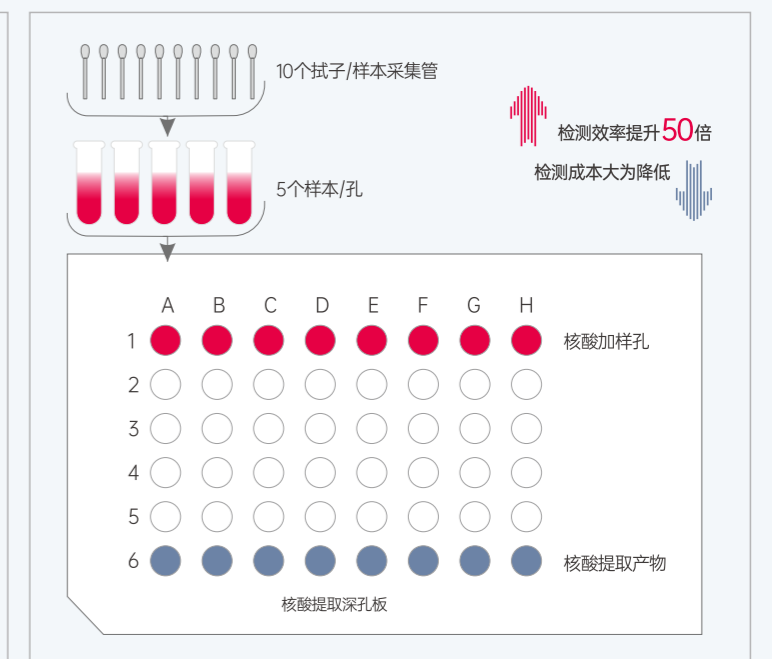 10个拭子/样本采集管
检测效率提升50倍
检测成本大为降低
5个样本/孔
A B C D E F G H
1 核酸加样孔
2
3
4
5
6 核酸提取产物
核酸提取深孔板